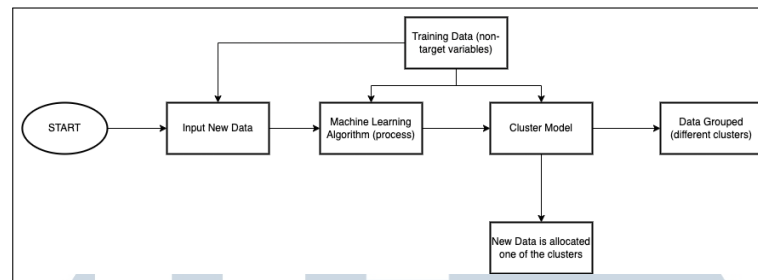 Training Data (non-
target variables)
START
Input New Data
Machine Learning
Algorithm (process)
Cluster Model
Data Grouped
(different clusters)
New Data is allocated
one of the clusters